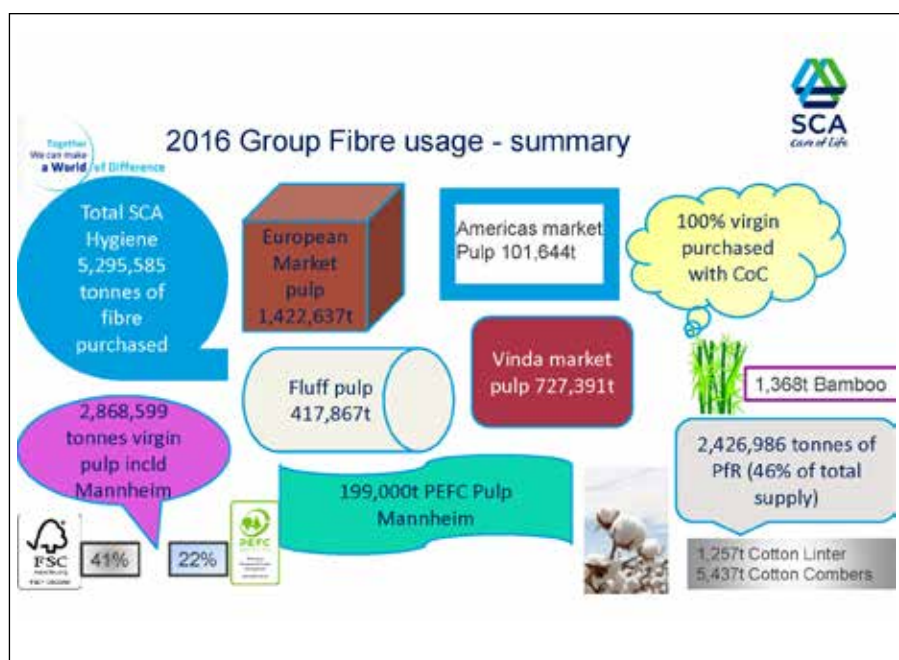 SCA
Care of Life
Together
We can make
a World of Difference
2016 Group Fibre usage - summary
Total SCA
Hygiene
5,295,585
tonnes of
fibre
purchased
European
Market
pulp
1,422,637t
Americas market
Pulp 101,644t
100% virgin
purchased
with CoC
Fluff pulp
417,867t
Vinda market
pulp 727,391t
1,368t Bamboo
2,868,599
tonnes virgin
pulp incld
Mannheim
199,000t PEFC Pulp
Mannheim
2,426,986 tonnes of
PfR (46% of total
supply)
FSC
41%
22%
PEFC
1,257t Cotton Linter
5,437t Cotton Combers